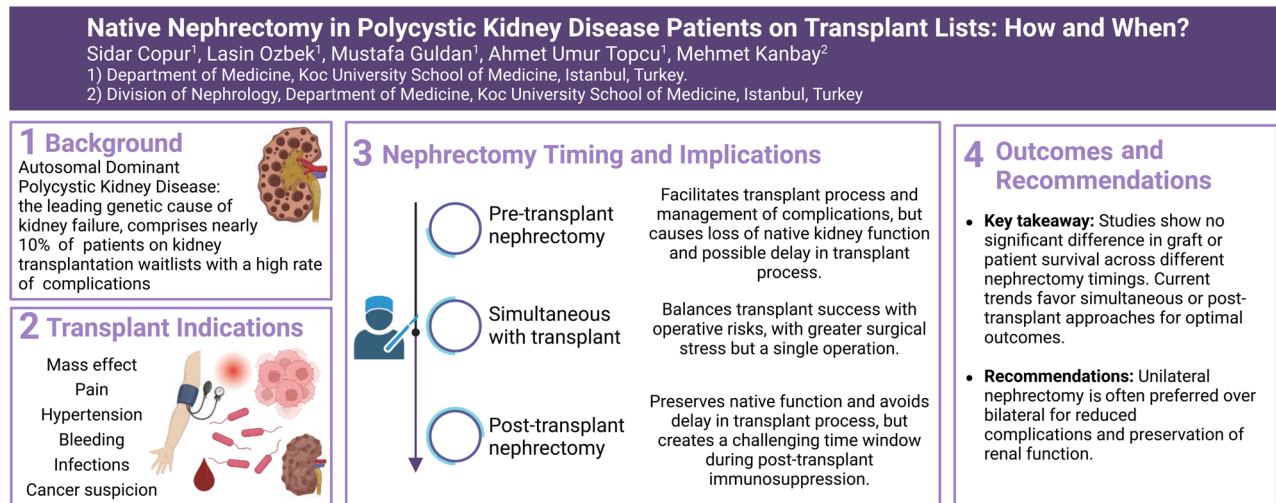 Native Nephrectomy in Polycystic Kidney Disease Patients on Transplant Lists: How and When?
Sidar Copur¹, Lasin Ozbek¹, Mustafa Guldan¹, Ahmet Umur Topcu¹, Mehmet Kanbay²
1) Department of Medicine, Koc University School of Medicine, Istanbul, Turkey.
2) Division of Nephrology, Department of Medicine, Koc University School of Medicine, Istanbul, Turkey
1 Background
Autosomal Dominant
Polycystic Kidney Disease:
the leading genetic cause of
kidney failure, comprises nearly
10% of patients on kidney
transplantation waitlists with a high rate
of complications
2 Transplant Indications
Mass effect
Pain
Hypertension
Bleeding
Infections
Cancer suspicion
3 Nephrectomy Timing and Implications
Pre-transplant
nephrectomy
Facilitates transplant process and
management of complications, but
causes loss of native kidney function
and possible delay in transplant
process.
Simultaneous
with transplant
Balances transplant success with
operative risks, with greater surgical
stress but a single operation.
Post-transplant
nephrectomy
Preserves native function and avoids
delay in transplant process, but
creates a challenging time window
during post-transplant
immunosuppression.
4 Outcomes and
Recommendations
• Key takeaway: Studies show no
significant difference in graft or
patient survival across different
nephrectomy timings. Current
trends favor simultaneous or post-
transplant approaches for optimal
outcomes.
• Recommendations: Unilateral
nephrectomy is often preferred over
bilateral for reduced
complications and preservation of
renal function.